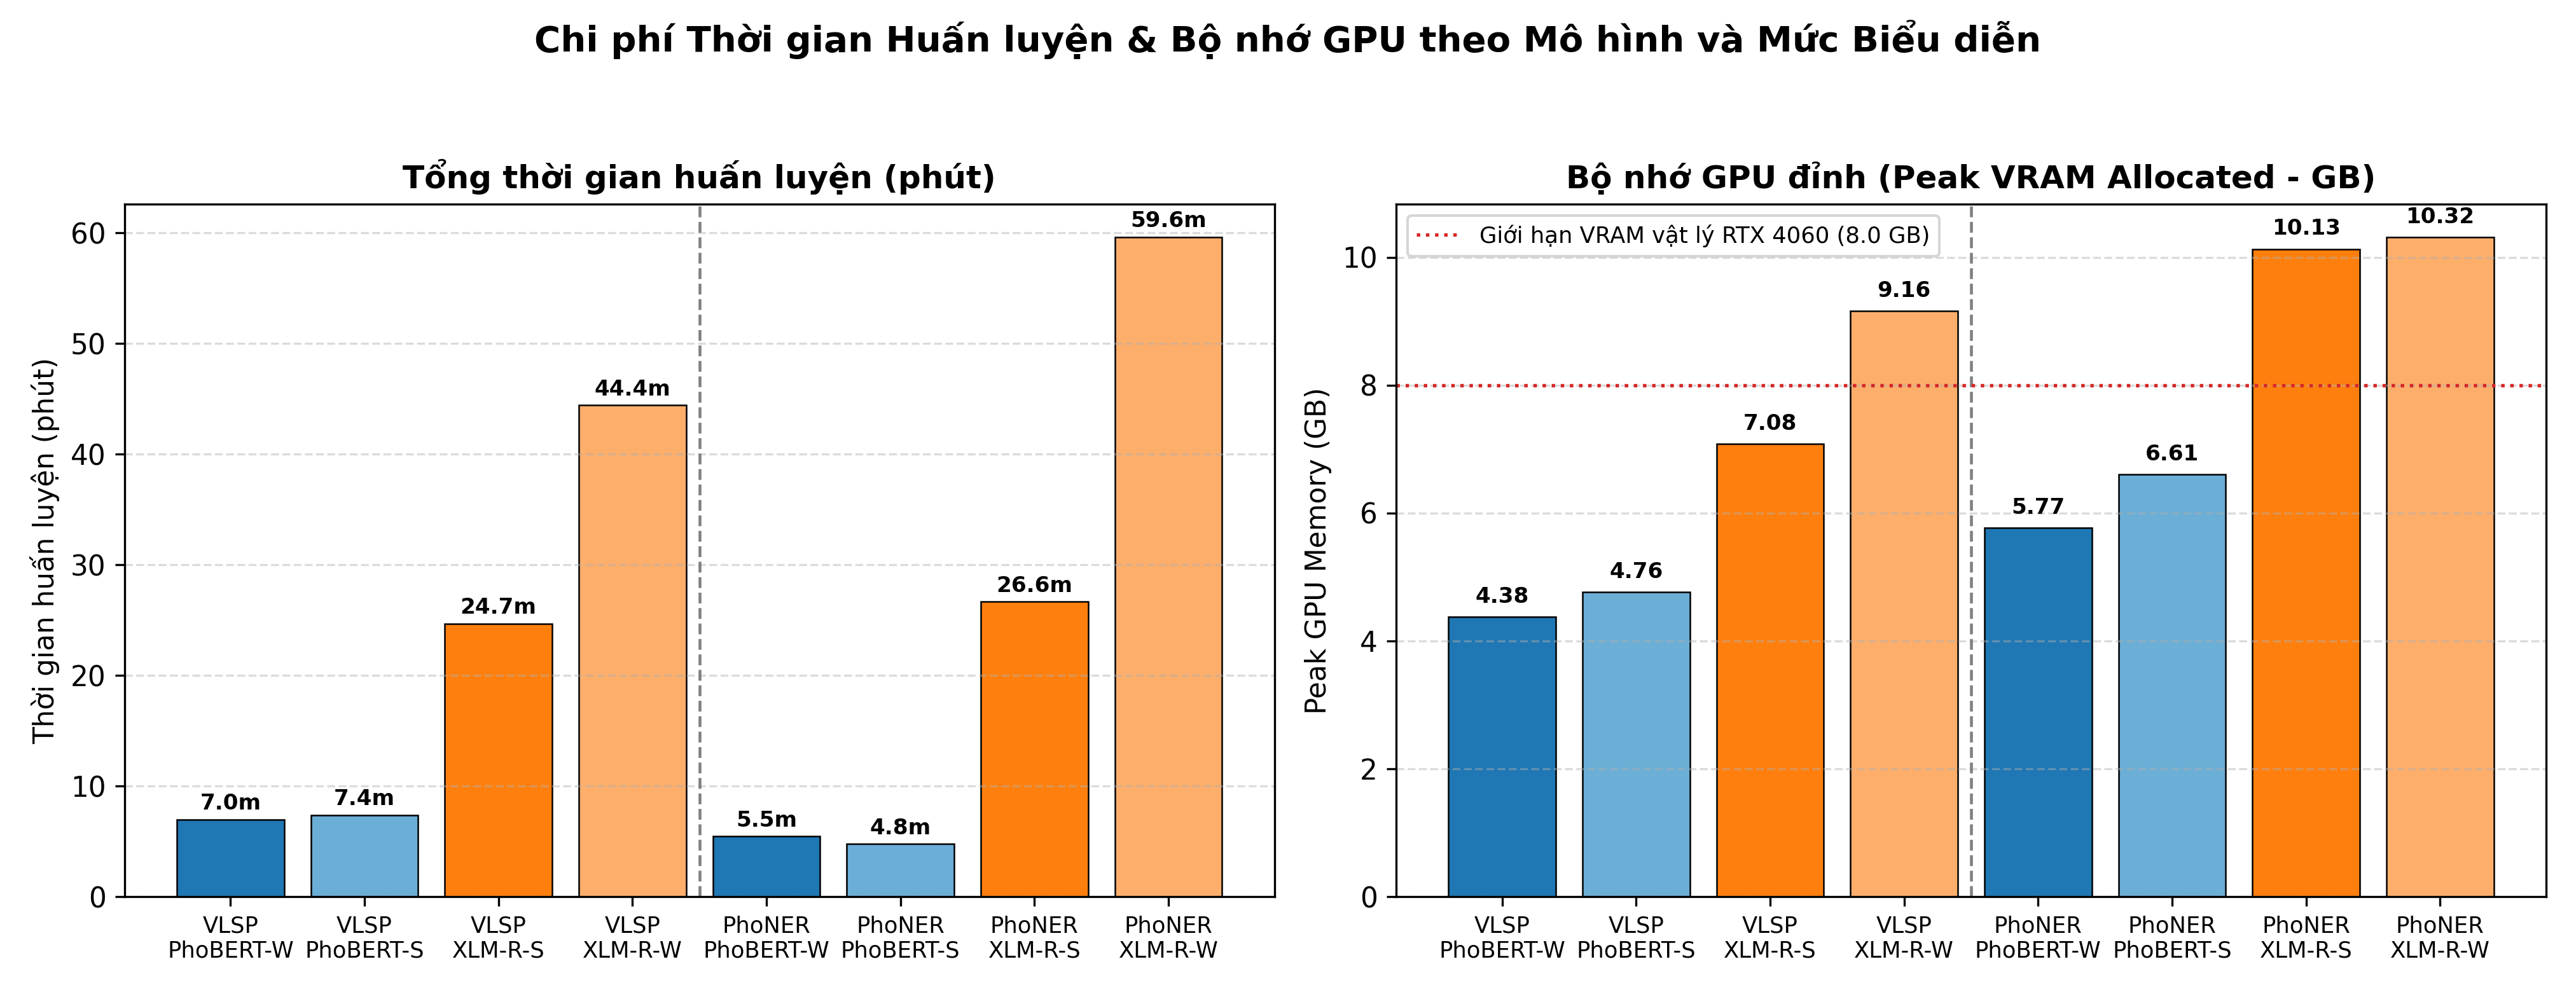 Chi phí Thời gian Huấn luyện & Bộ nhớ GPU theo Mô hình và Mức Biểu diễn
Tổng thời gian huấn luyện (phút)
Thời gian huấn luyện (phút)
60
50
40
30
20
10
0
7.0m
7.4m
24.7m
44.4m
5.5m
4.8m
26.6m
59.6m
VLSP
PhoBERT-W
VLSP
PhoBERT-S
VLSP
XLM-R-S
VLSP
XLM-R-W
PhoNER
PhoBERT-W
PhoNER
PhoBERT-S
PhoNER
XLM-R-S
PhoNER
XLM-R-W
Bộ nhớ GPU đỉnh (Peak VRAM Allocated - GB)
Giới hạn VRAM vật lý RTX 4060 (8.0 GB)
Peak GPU Memory (GB)
10
8
6
4
2
0
4.38
4.76
7.08
9.16
5.77
6.61
10.13
10.32
VLSP
PhoBERT-W
VLSP
PhoBERT-S
VLSP
XLM-R-S
VLSP
XLM-R-W
PhoNER
PhoBERT-W
PhoNER
PhoBERT-S
PhoNER
XLM-R-S
PhoNER
XLM-R-W